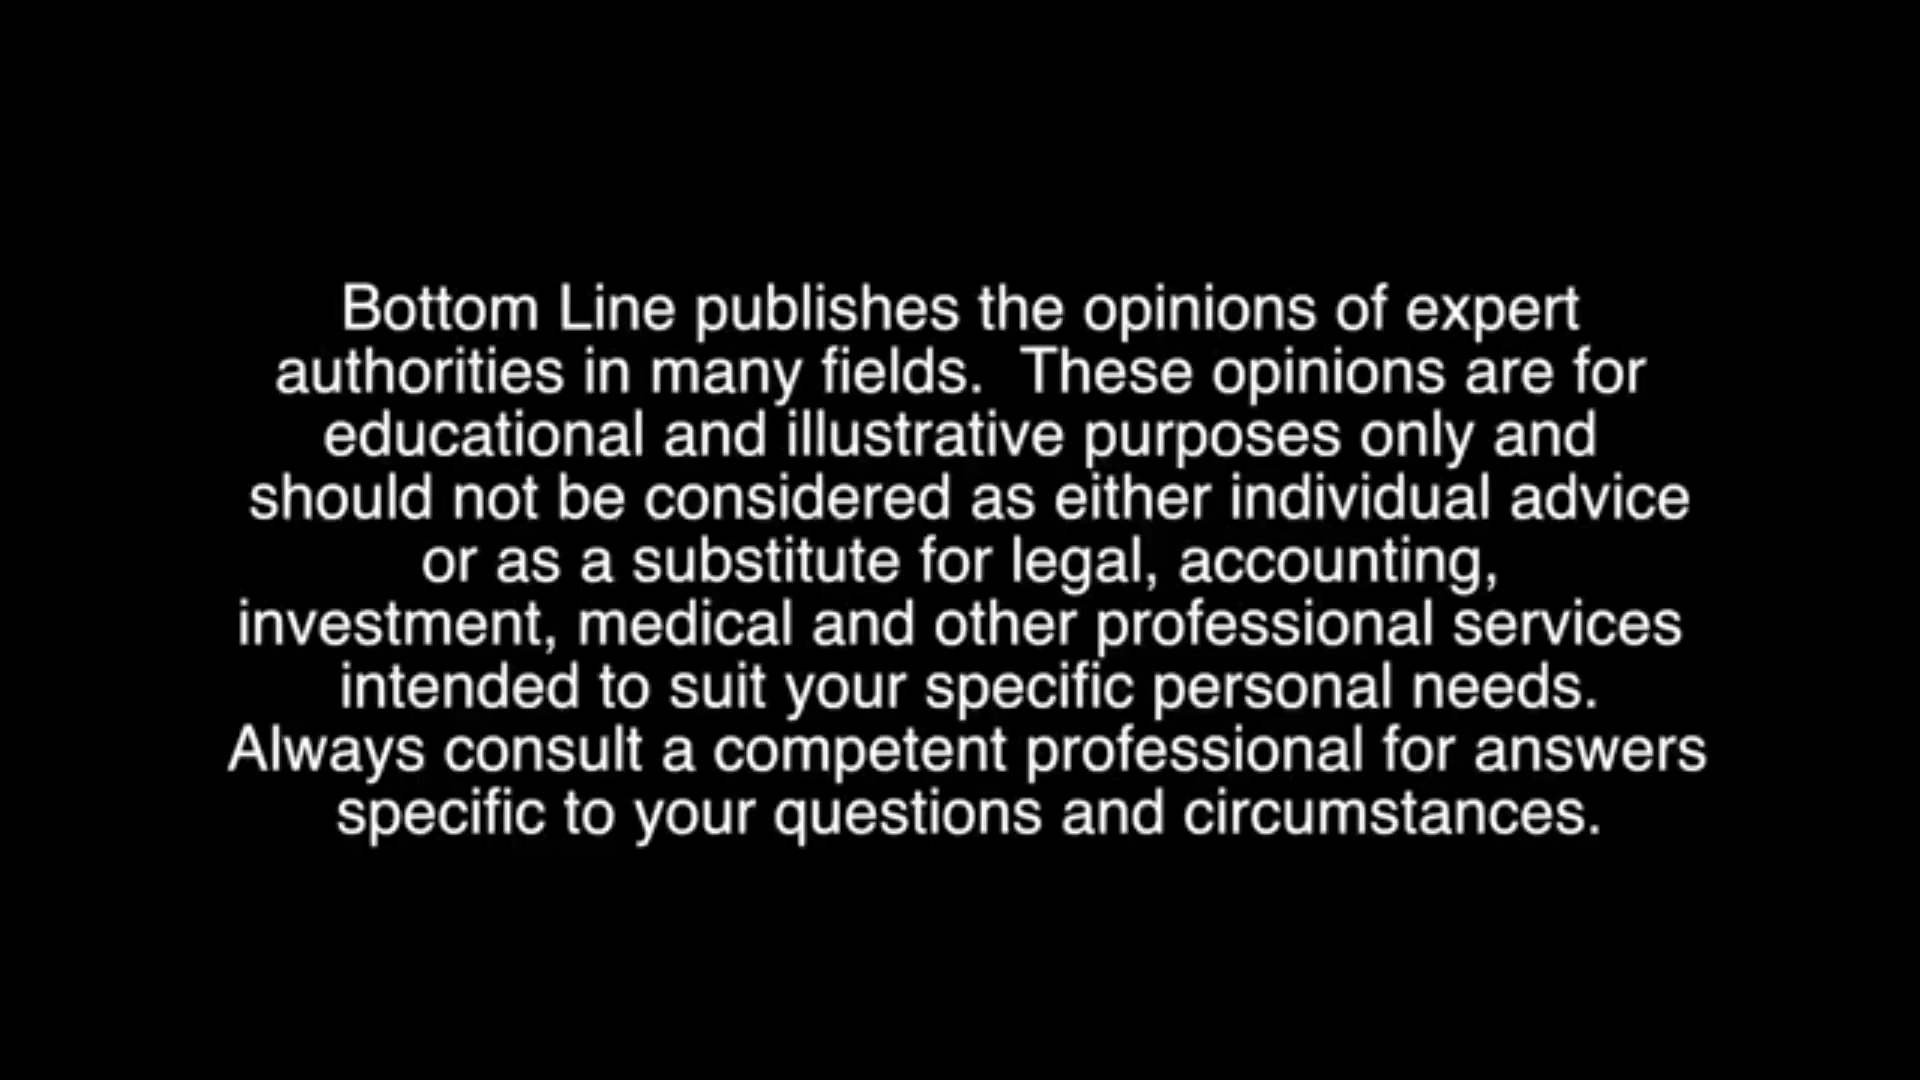 Bottom Line publishes the opinions of expert
authorities in many fields.  These opinions are for
educational and illustrative purposes only and
should not be considered as either individual advice
or as a substitute for legal, accounting,
investment, medical and other professional services
intended to suit your specific personal needs.
Always consult a competent professional for answers
specific to your questions and circumstances.